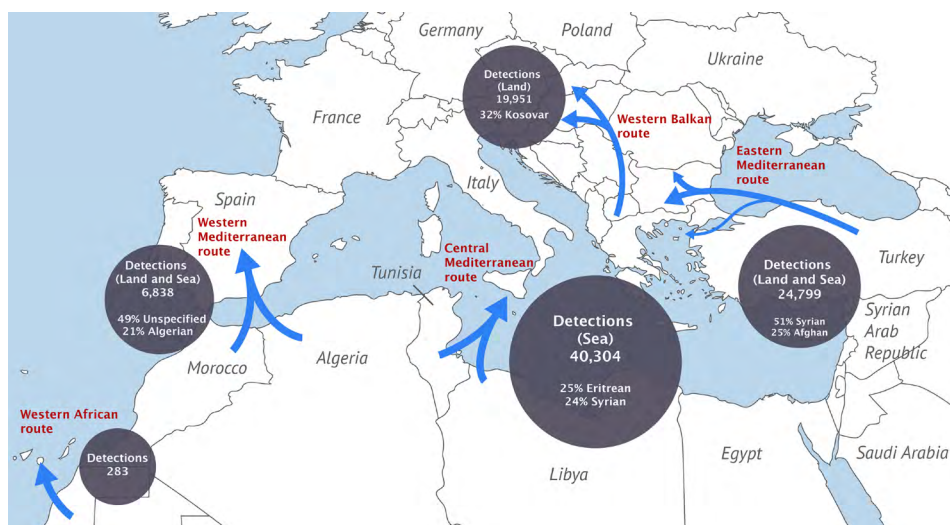 Germany
Poland
Ukraine
France
Detections
(Land)
19,951
32% Kosovar
Western Balkan
route
Eastern
Mediterranean
route
Italy
Spain
Western
Mediterranean
route
Central
Mediterranean
route
Tunisia
Detections
(Land and Sea)
6,838
49% Unspecified
21% Algerian
Detections
(Land and Sea)
24,799
51% Syrian
25% Afghan
Turkey
Syrian
Arab
Republic
Detections
(Sea)
40,304
25% Eritrean
24% Syrian
Morocco
Algeria
Western African
route
Detections
283
Libya
Egypt
Saudi Arabia